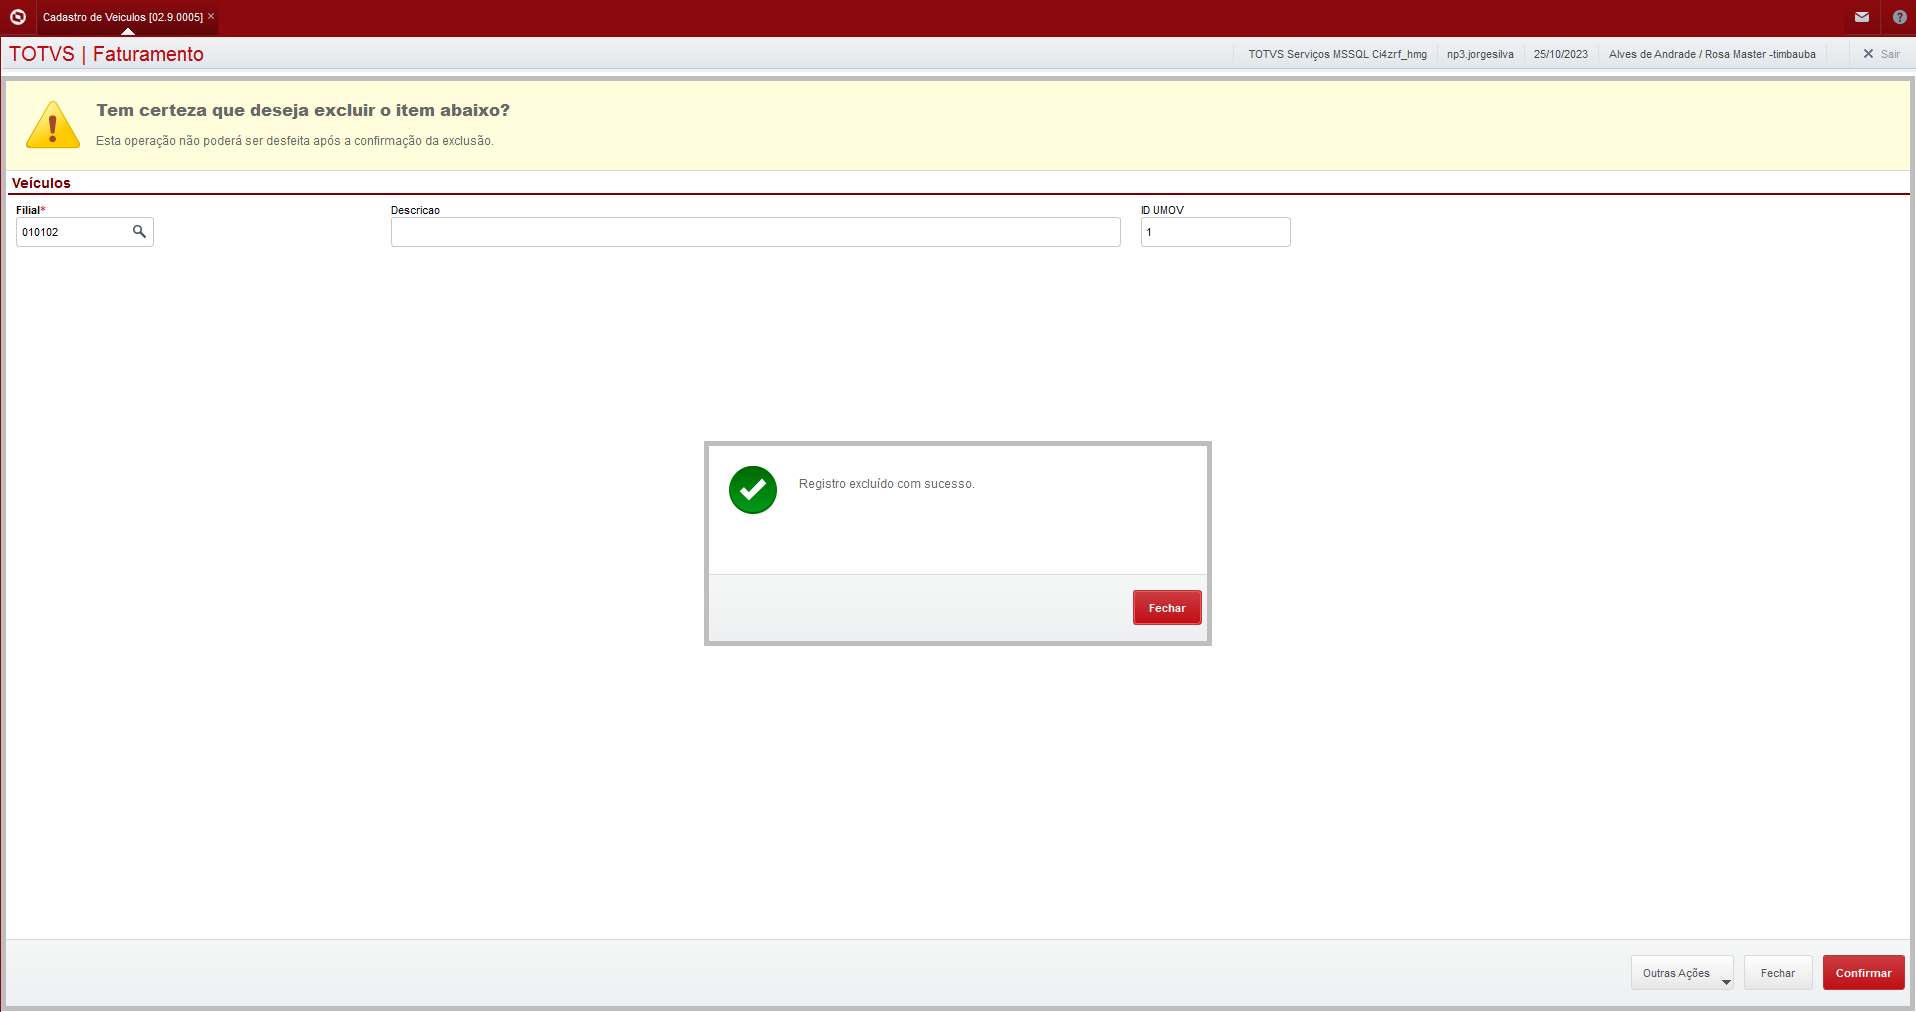 Cadastro de Veiculos [02.9.0005] ×
TOTVS | Faturamento
TOTVS Serviços MSSQL Ci4zrf_hmg
np3.jorgesilva
25/10/2023
Alves de Andrade / Rosa Master -timbauba
Sair
Tem certeza que deseja excluir o item abaixo?
Esta operação não poderá ser desfeita após a confirmação da exclusão.
Veículos
Filial*
Descricao
ID UMOV
010102
1
Registro excluído com sucesso.
Fechar
Outras Ações
Fechar
Confirmar